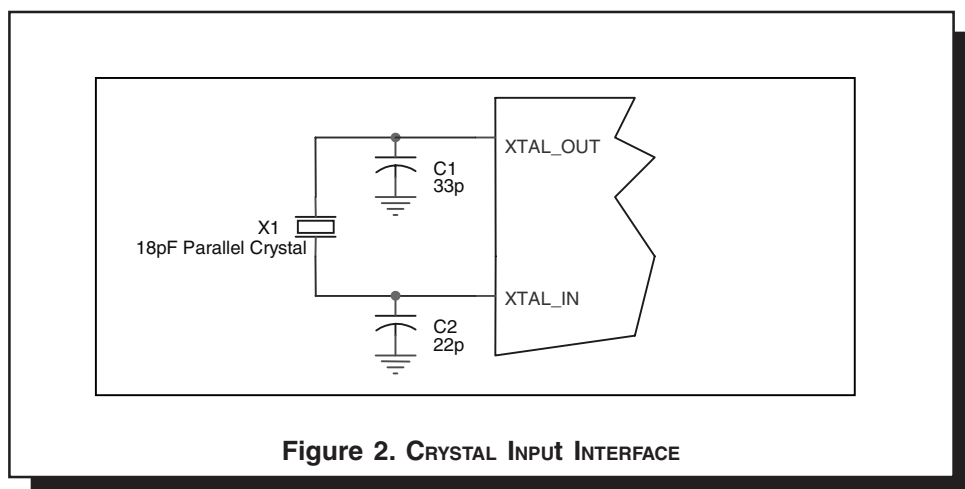 XTAL_OUT
C1
33p
X1
18pF Parallel Crystal
XTAL_IN
C2
22p
Figure 2. CRYSTAL INPUt INTERFACE